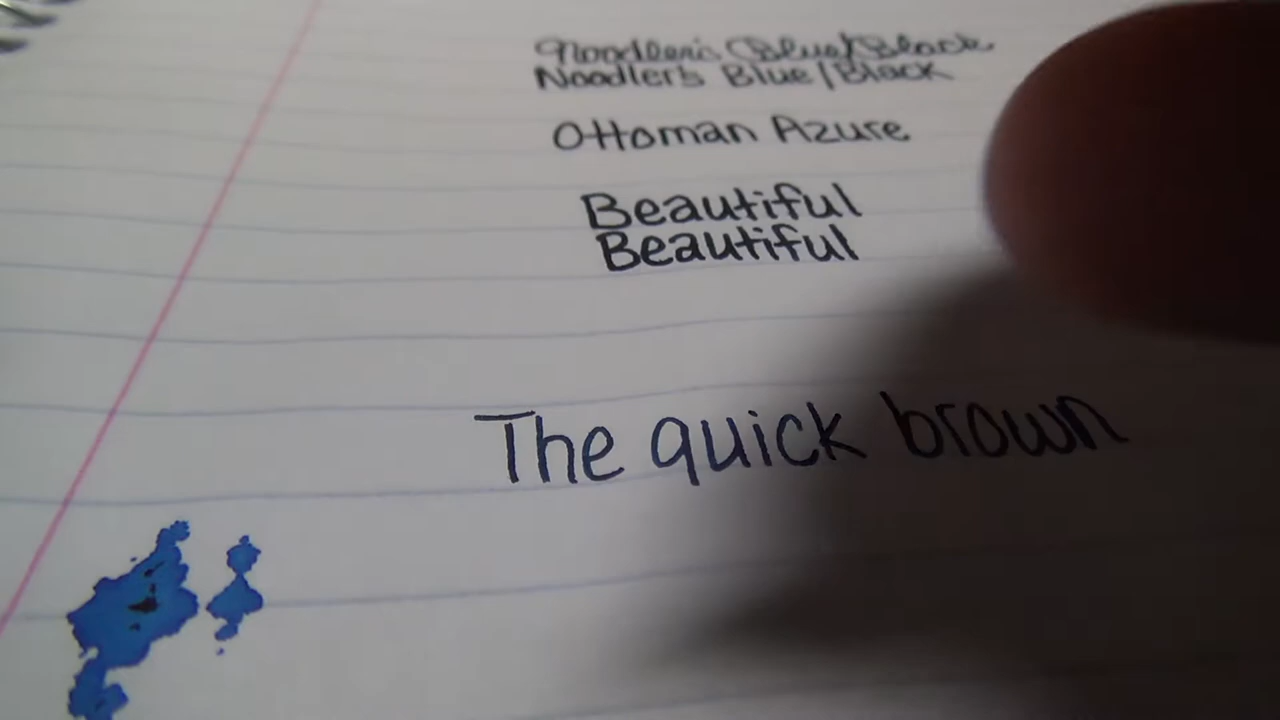 Noodler's Blue/Black
Noodler's Blue/Black
Ottoman Azure
Beautiful
Beautiful
The quick brown